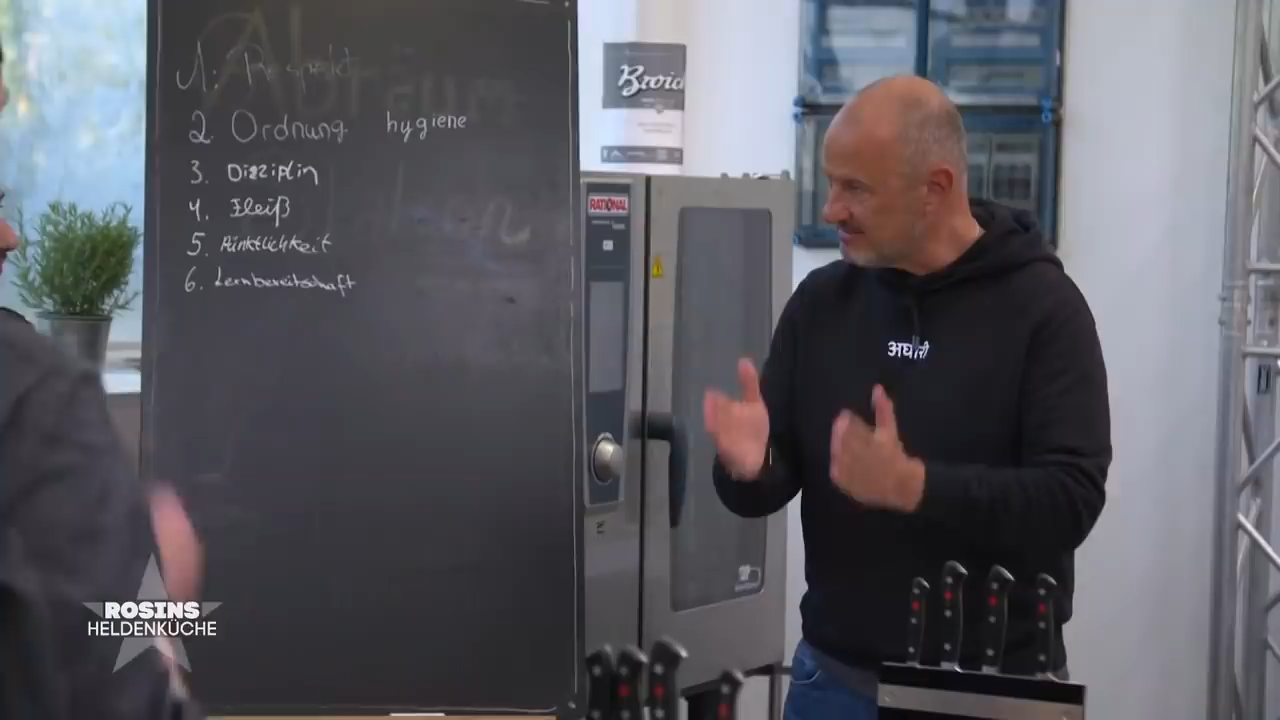 1. Respekt
2. Ordnung hygiene
3. Disziplin
4. Fleiß
5. Pünktlichkeit
6. Lernbereitschaft
Broich
RATIONAL
ROSINS
HELDENKÜCHE